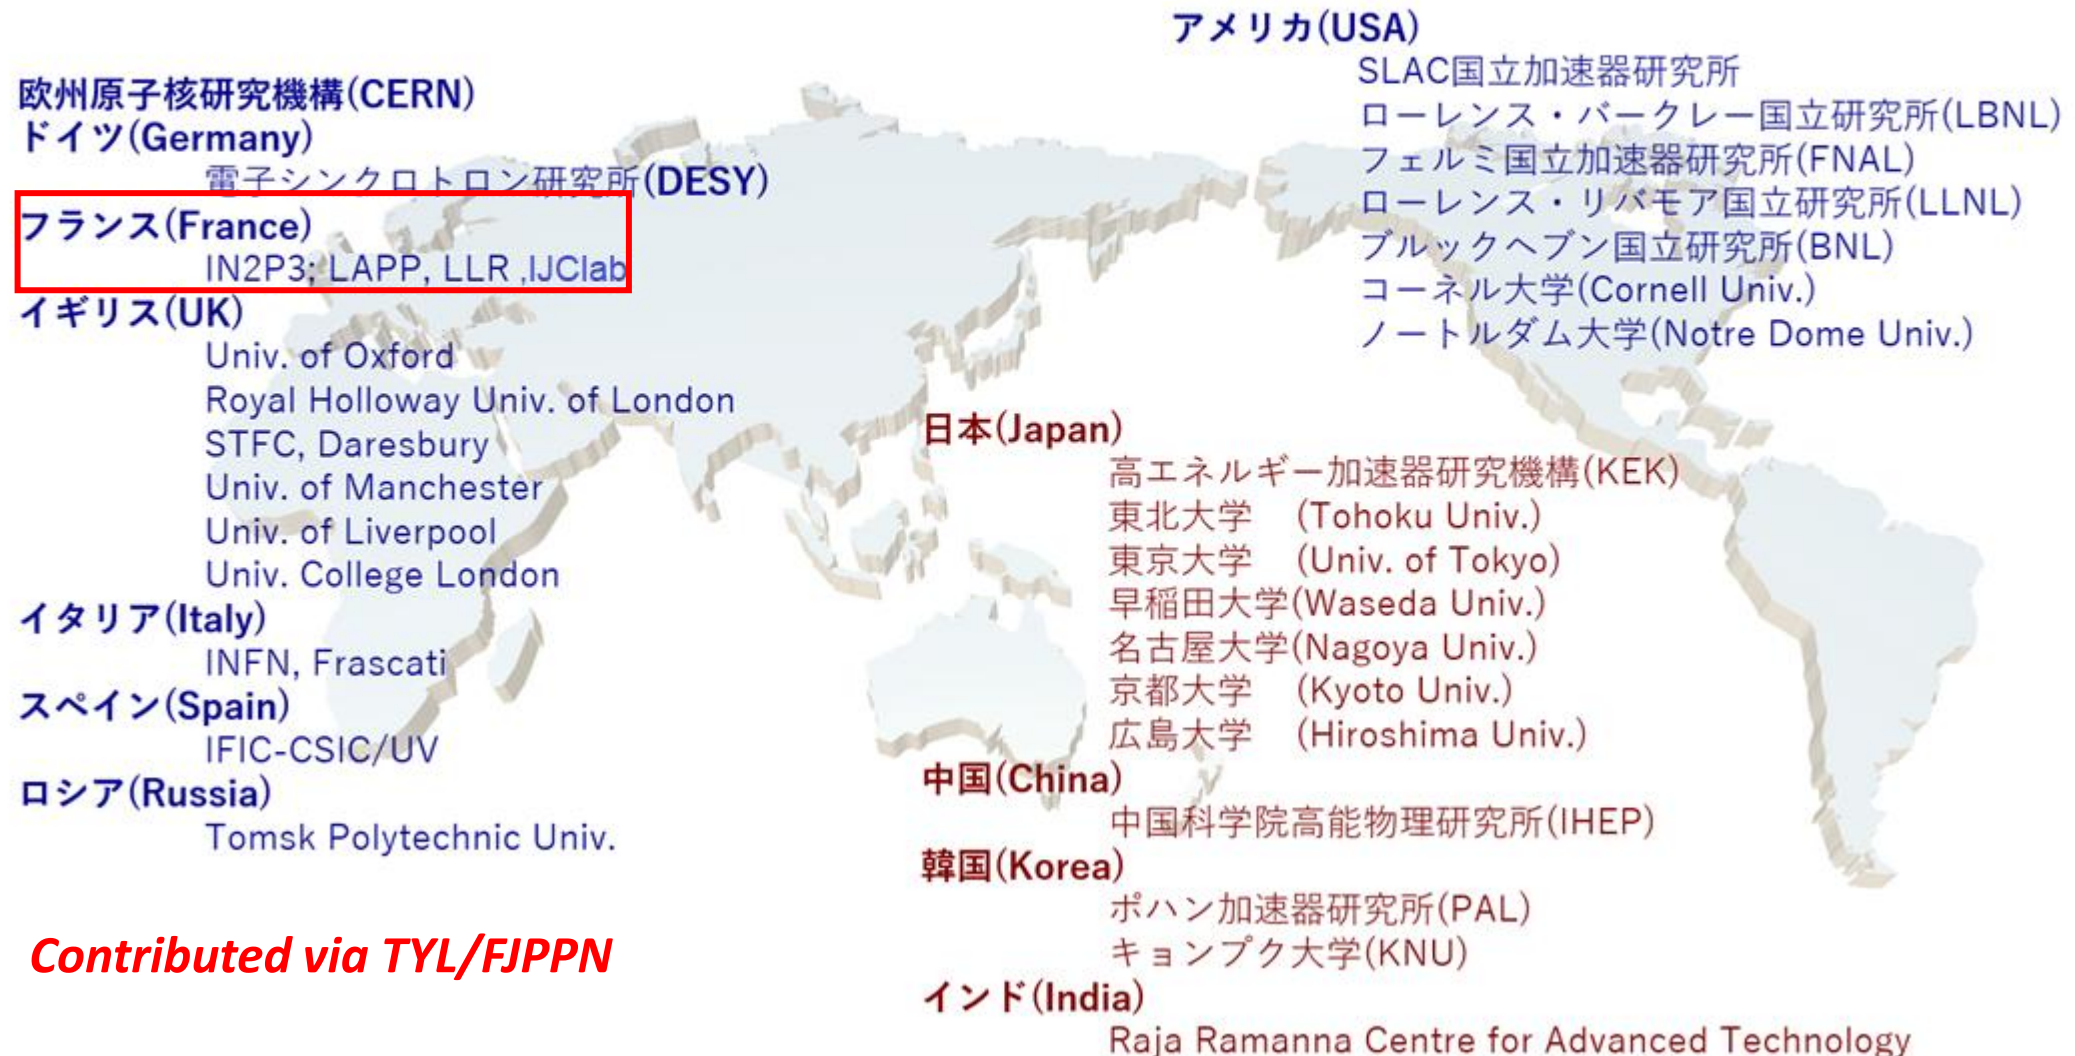 欧州原子核研究機構(CERN)
ドイツ(Germany)
電子シンクロトロン研究所(DESY)
フランス(France)
IN2P3; LAPP, LLR ,IJClab
イギリス(UK)
Univ. of Oxford
Royal Holloway Univ. of London
STFC, Daresbury
Univ. of Manchester
Univ. of Liverpool
Univ. College London
イタリア(Italy)
INFN, Frascati
スペイン(Spain)
IFIC-CSIC/UV
ロシア(Russia)
Tomsk Polytechnic Univ.
Contributed via TYL/FJPPN
アメリカ(USA)
SLAC国立加速器研究所
ローレンス・バークレー国立研究所(LBNL)
フェルミ国立加速器研究所(FNAL)
ローレンス・リバモア国立研究所(LLNL)
ブルックヘブン国立研究所(BNL)
コーネル大学(Cornell Univ.)
ノートルダム大学(Notre Dome Univ.)
日本(Japan)
高エネルギー加速器研究機構(KEK)
東北大学 (Tohoku Univ.)
東京大学 (Univ. of Tokyo)
早稲田大学(Waseda Univ.)
名古屋大学(Nagoya Univ.)
京都大学 (Kyoto Univ.)
広島大学 (Hiroshima Univ.)
中国(China)
中国科学院高能物理研究所(IHEP)
韓国(Korea)
ポハン加速器研究所(PAL)
キョンプク大学(KNU)
インド(India)
Raja Ramanna Centre for Advanced Technology